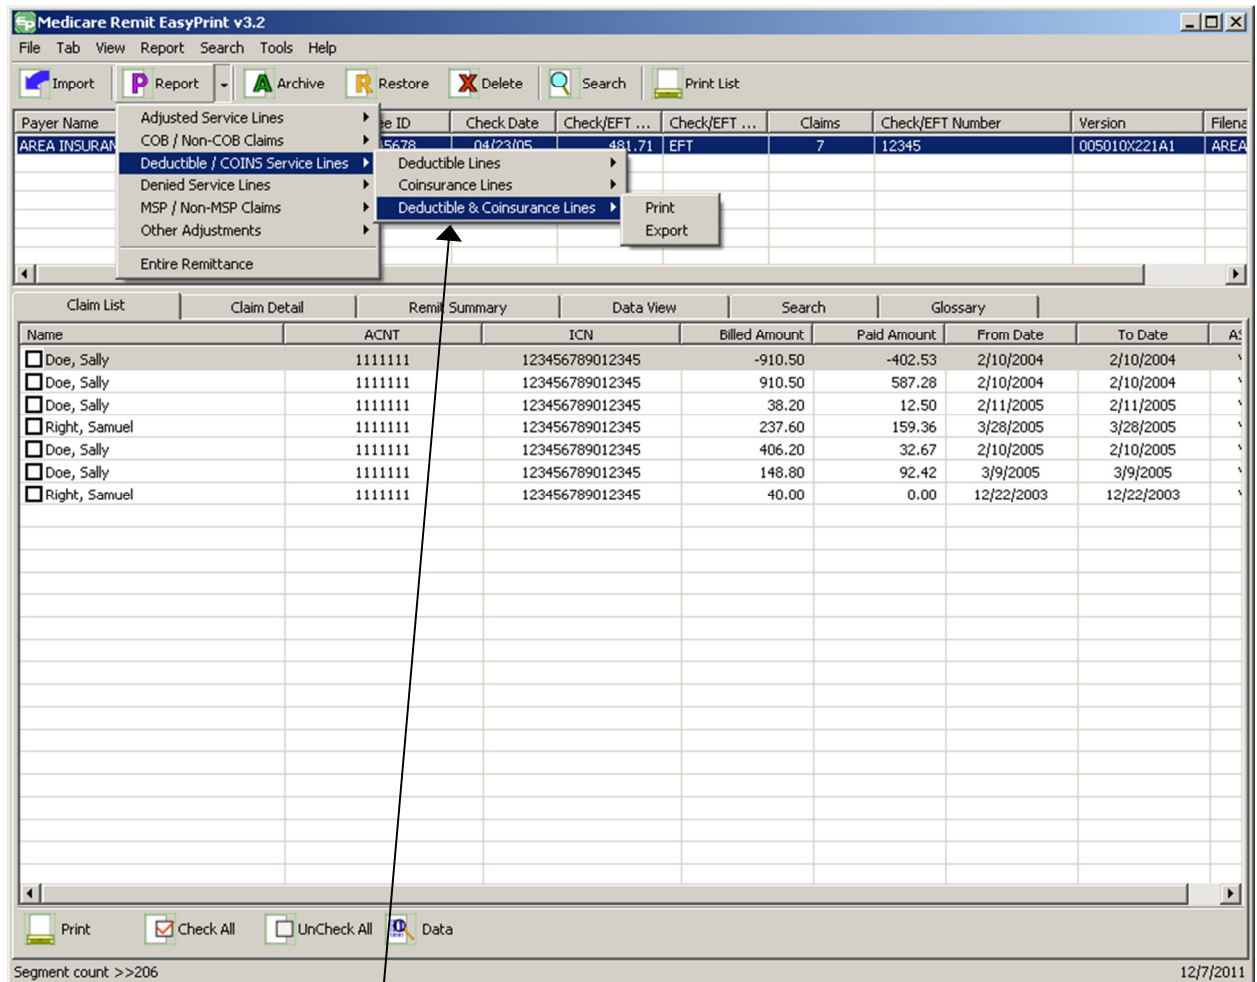 Medicare Remit EasyPrint v3.2
File Tab View Report Search Tools Help
Import Report Archive Restore Delete Search Print List
Payer Name ee ID Check Date Check/EFT ... Check/EFT ... Claims Check/EFT Number Version Filena
AREA INSURAN 5678 04/23/05 481.71 EFT 7 12345 005010X221A1 AREA
Adjusted Service Lines
COB / Non-COB Claims
Deductible / COINS Service Lines
Denied Service Lines
MSP / Non-MSP Claims
Other Adjustments
Entire Remittance
Deductible Lines
Coinsurance Lines
Deductible & Coinsurance Lines
Print
Export
Claim List Claim Detail Remit Summary Data View Search Glossary
Name ACNT ICN Billed Amount Paid Amount From Date To Date AS
Doe, Sally 1111111 123456789012345 -910.50 -402.53 2/10/2004 2/10/2004
Doe, Sally 1111111 123456789012345 910.50 587.28 2/10/2004 2/10/2004
Doe, Sally 1111111 123456789012345 38.20 12.50 2/11/2005 2/11/2005
Right, Samuel 1111111 123456789012345 237.60 159.36 3/28/2005 3/28/2005
Doe, Sally 1111111 123456789012345 406.20 32.67 2/10/2005 2/10/2005
Doe, Sally 1111111 123456789012345 148.80 92.42 3/9/2005 3/9/2005
Right, Samuel 1111111 123456789012345 40.00 0.00 12/22/2003 12/22/2003
Print Check All UnCheck All Data
Segment count >>206 12/7/2011